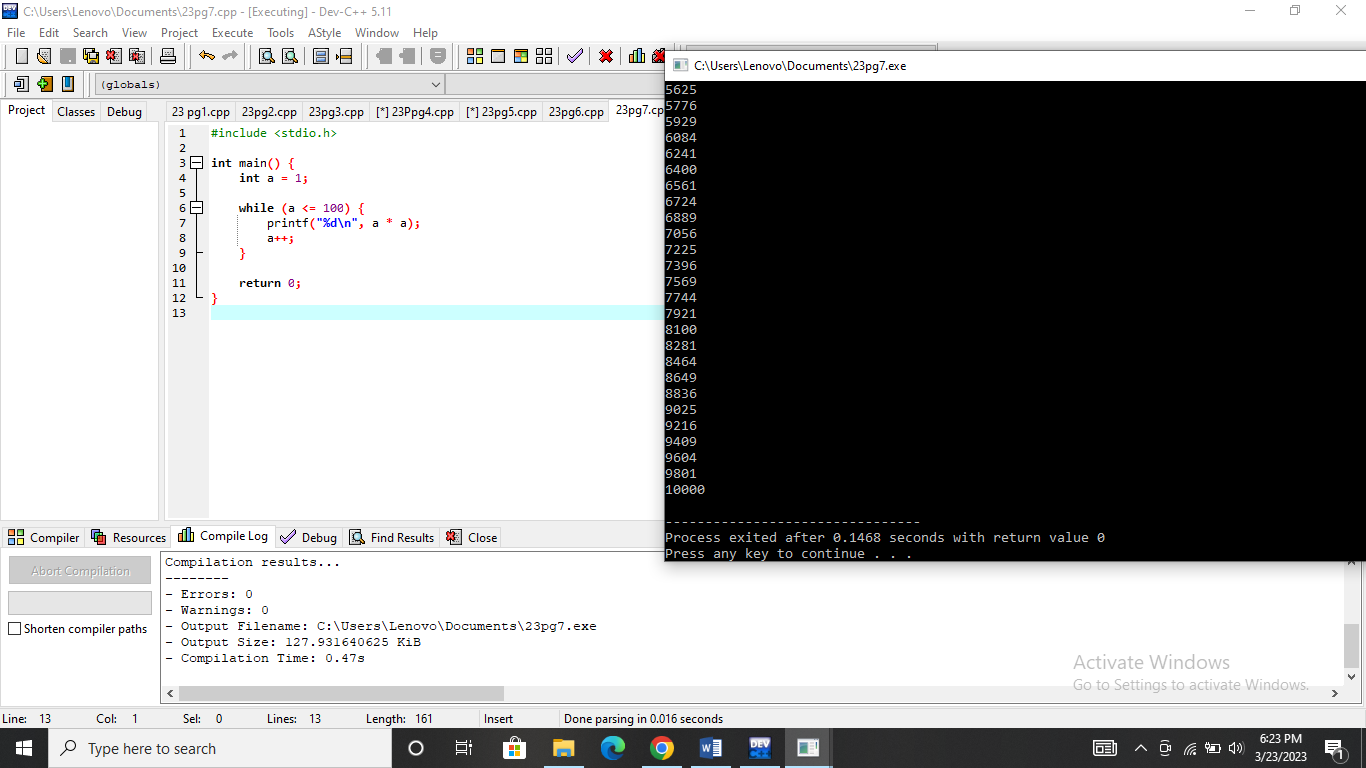 C:\Users\Lenovo\Documents\23pg7.cpp - [Executing] - Dev-C++ 5.11
File Edit Search View Project Execute Tools AStyle Window Help
(globals)
Project Classes Debug
23 pg1.cpp 23pg2.cpp 23pg3.cpp [*] 23Ppg4.cpp [*] 23pg5.cpp 23pg6.cpp 23pg7.cp
1 #include <stdio.h>
2
3 int main() {
4 int a = 1;
5
6 while (a <= 100) {
7 printf("%d\n", a * a);
8 a++;
9 }
10
11 return 0;
12 }
13
C:\Users\Lenovo\Documents\23pg7.exe
5625
5776
5929
6084
6241
6400
6561
6724
6889
7056
7225
7396
7569
7744
7921
8100
8281
8464
8649
8836
9025
9216
9409
9604
9801
10000
--------------------------------
Process exited after 0.1468 seconds with return value 0
Press any key to continue . . .
Compiler Resources Compile Log Debug Find Results Close
Abort Compilation
Shorten compiler paths
Compilation results...
--------
- Errors: 0
- Warnings: 0
- Output Filename: C:\Users\Lenovo\Documents\23pg7.exe
- Output Size: 127.931640625 KiB
- Compilation Time: 0.47s
Activate Windows
Go to Settings to activate Windows.
Line: 13 Col: 1 Sel: 0 Lines: 13 Length: 161 Insert Done parsing in 0.016 seconds
Type here to search
DEV
6:23 PM
3/23/2023
1